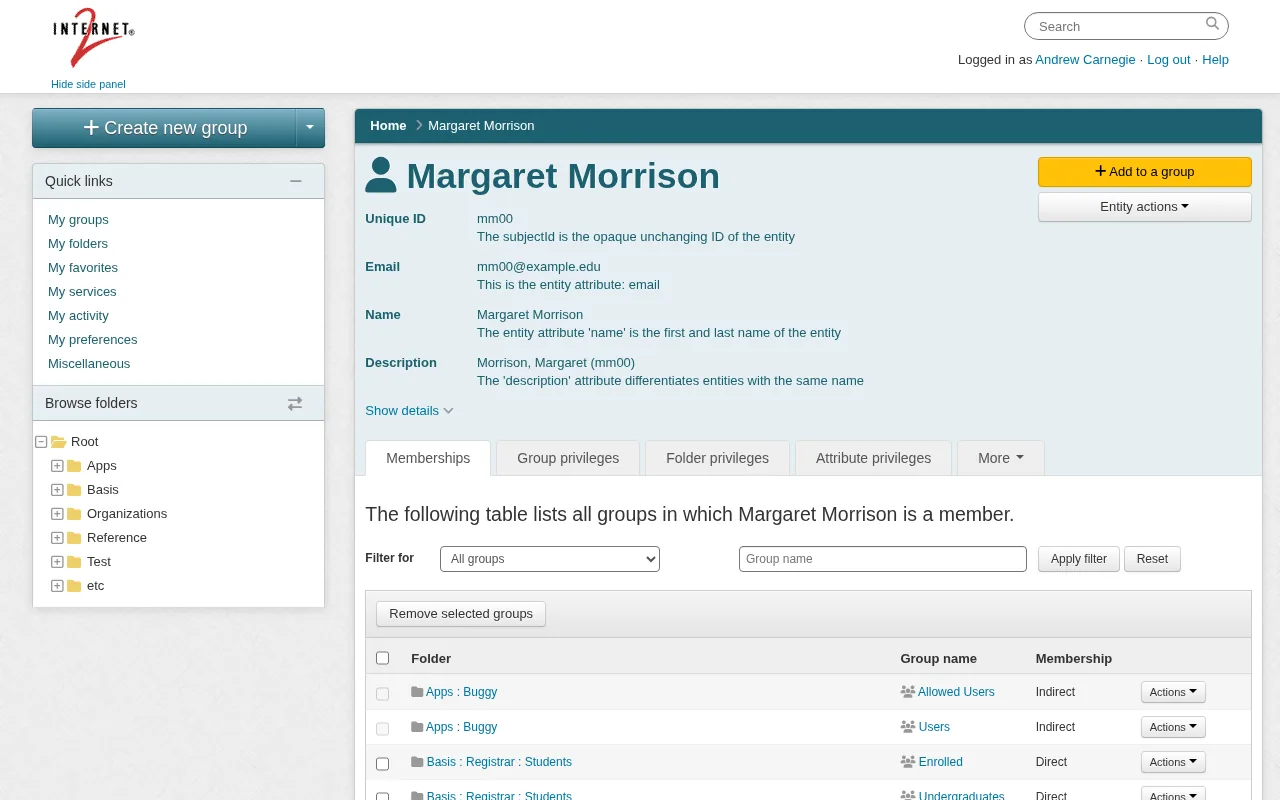 INTERNET®
2
Hide side panel
Search
Logged in as Andrew Carnegie · Log out · Help
Create new group
Quick links
My groups
My folders
My favorites
My services
My activity
My preferences
Miscellaneous
Browse folders
Root
Apps
Basis
Organizations
Reference
Test
etc
Home Margaret Morrison
Margaret Morrison
Add to a group
Entity actions
Unique ID mm00
The subjectId is the opaque unchanging ID of the entity
Email mm00@example.edu
This is the entity attribute: email
Name Margaret Morrison
The entity attribute 'name' is the first and last name of the entity
Description Morrison, Margaret (mm00)
The 'description' attribute differentiates entities with the same name
Show details
Memberships Group privileges Folder privileges Attribute privileges More
The following table lists all groups in which Margaret Morrison is a member.
Filter for All groups Group name Apply filter Reset
Remove selected groups
Folder Group name Membership
Apps : Buggy Allowed Users Indirect Actions
Apps : Buggy Users Indirect Actions
Basis : Registrar : Students Enrolled Direct Actions
Basis : Registrar : Students Undergraduates Direct Actions